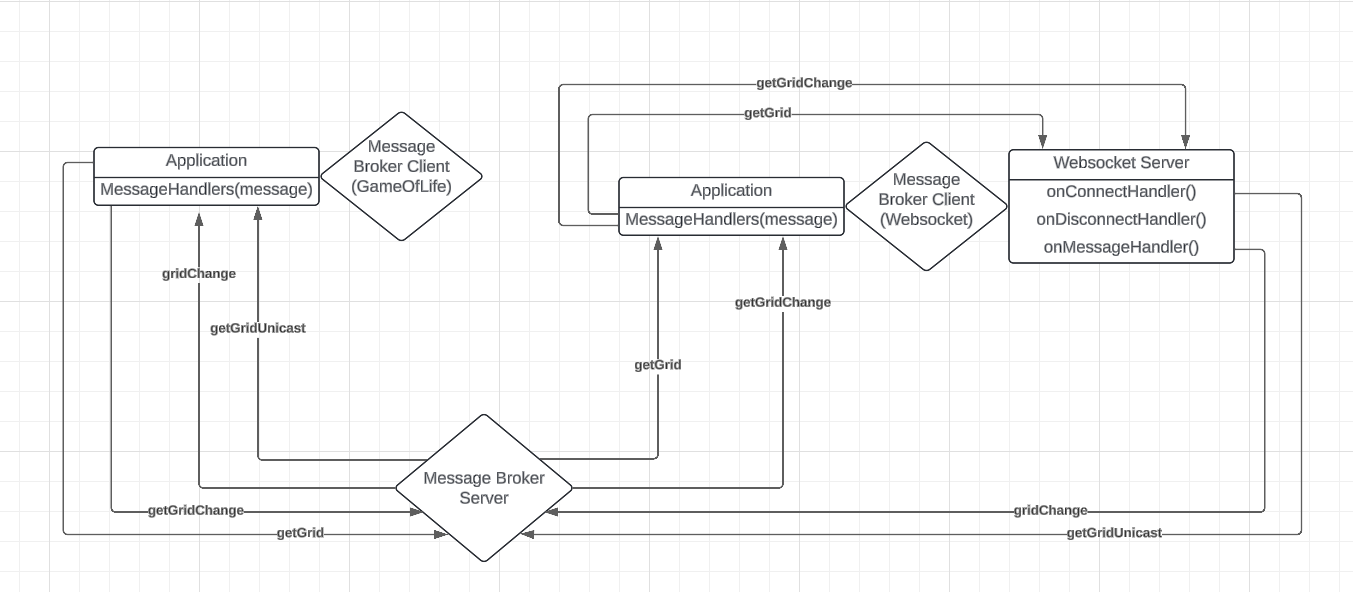 getGridChange
getGrid
Application
MessageHandlers(message)
Message
Broker Client
(GameOfLife)
Application
MessageHandlers(message)
Message
Broker Client
(Websocket)
Websocket Server
onConnectHandler()
onDisconnectHandler()
onMessageHandler()
gridChange
getGridUnicast
getGridChange
getGrid
Message Broker
Server
getGridChange
getGrid
gridChange
getGridUnicast